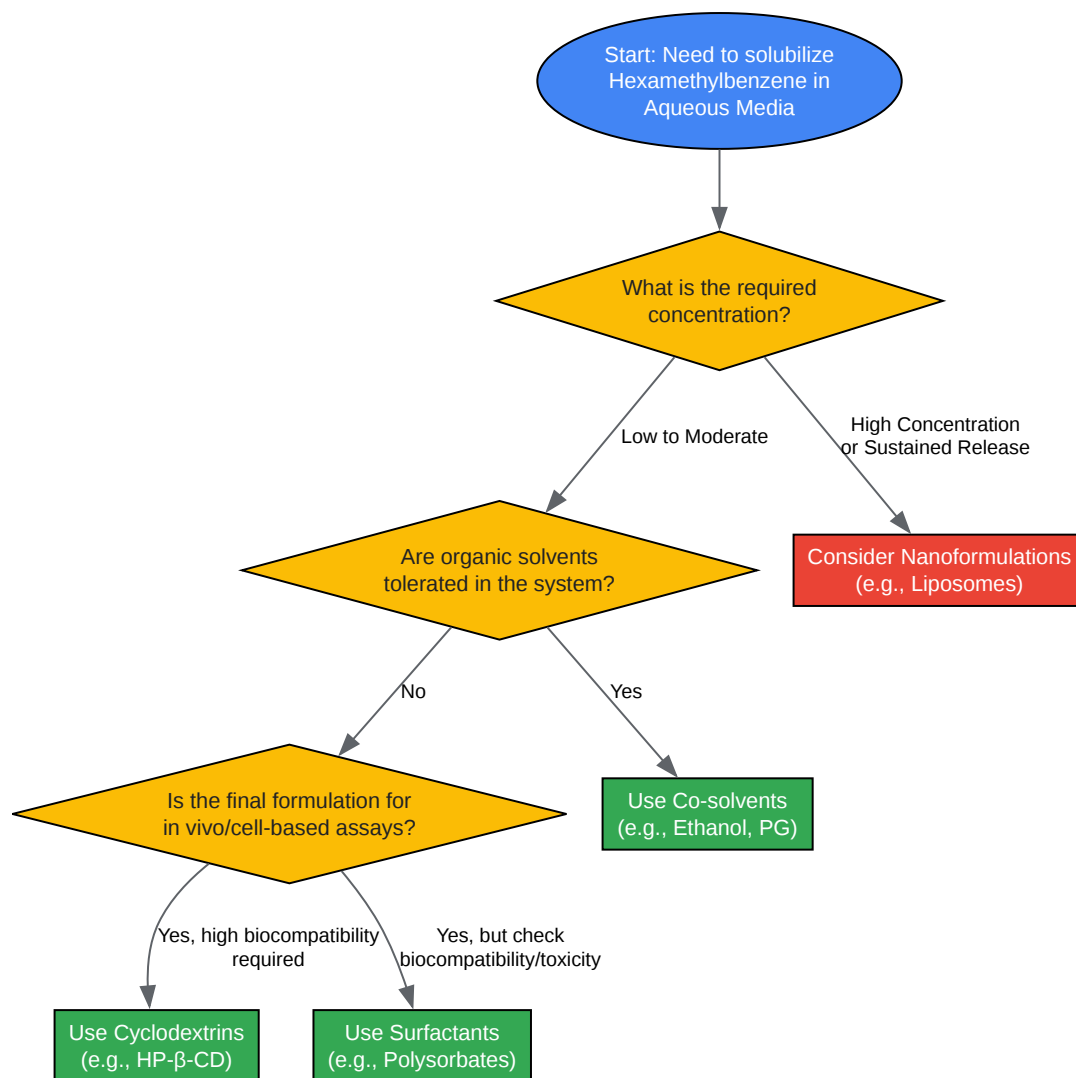 Start: Need to solubilize
Hexamethylbenzene in
Aqueous Media
What is the required
concentration?
Low to Moderate
High Concentration
or Sustained Release
Are organic solvents
tolerated in the system?
Consider Nanoformulations
(e.g., Liposomes)
No
Yes
Is the final formulation for
in vivo/cell-based assays?
Use Co-solvents
(e.g., Ethanol, PG)
Yes, high biocompatibility
required
Yes, but check
biocompatibility/toxicity
Use Cyclodextrins
(e.g., HP-β-CD)
Use Surfactants
(e.g., Polysorbates)